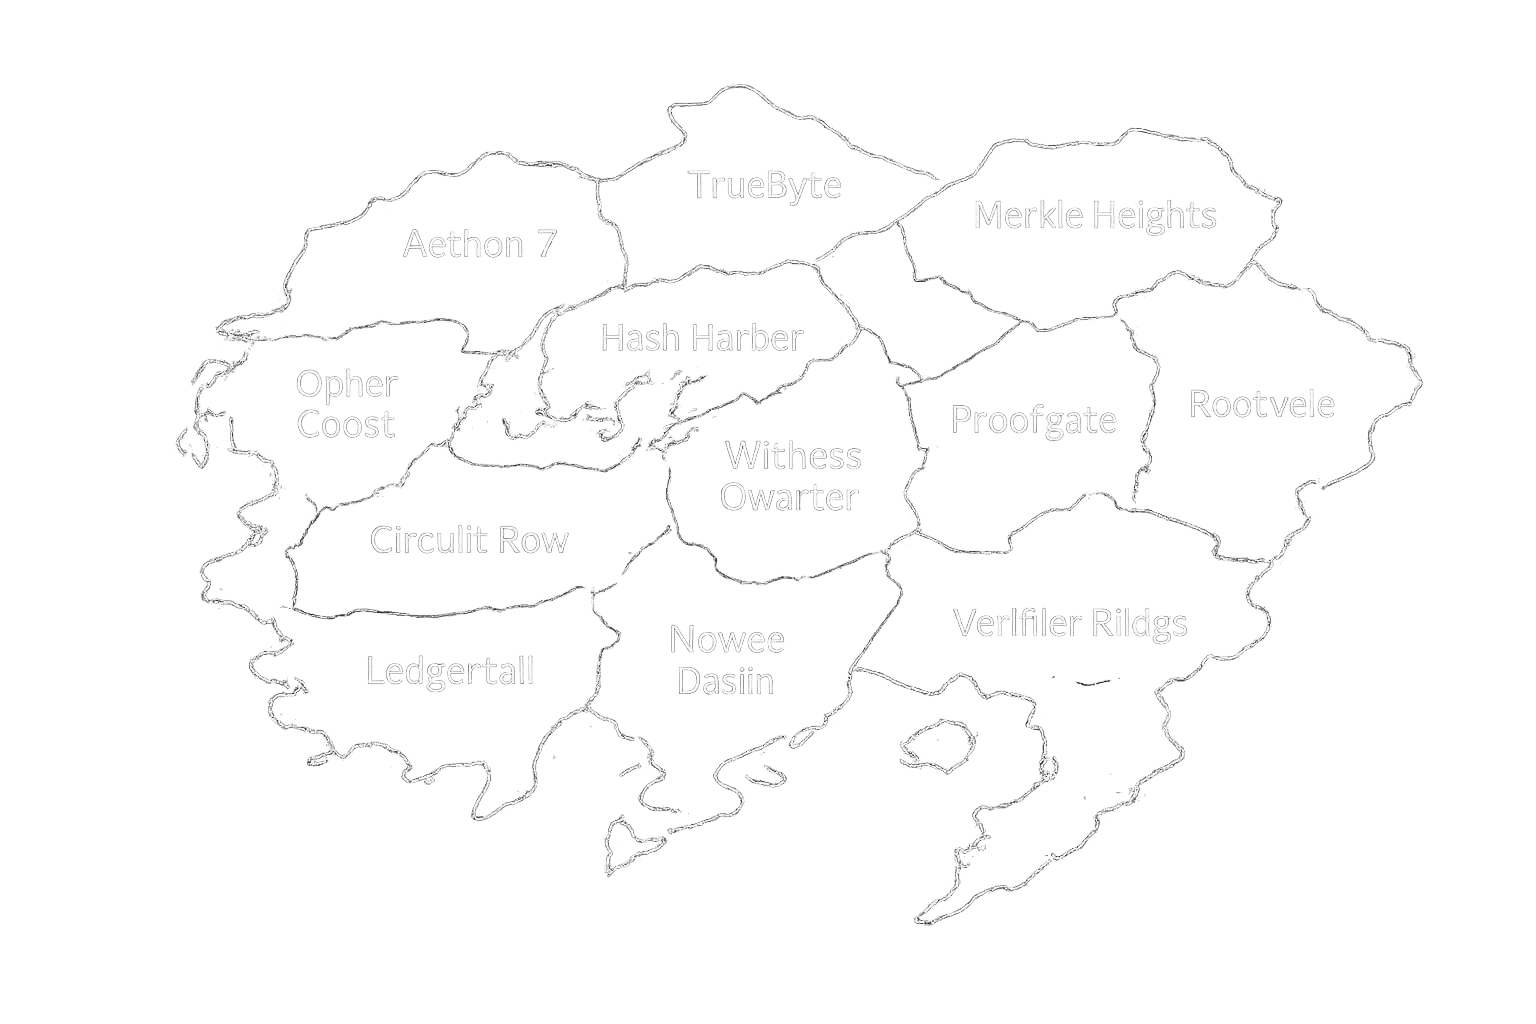 TrueByte
Merkle Heights
Aethon 7
Hash Harber
Opher
Coost
Rootvele
Proofgate
Withess
Owarter
Circulit Row
Verlfiler Rildgs
Nowee
Dasiin
Ledgertall